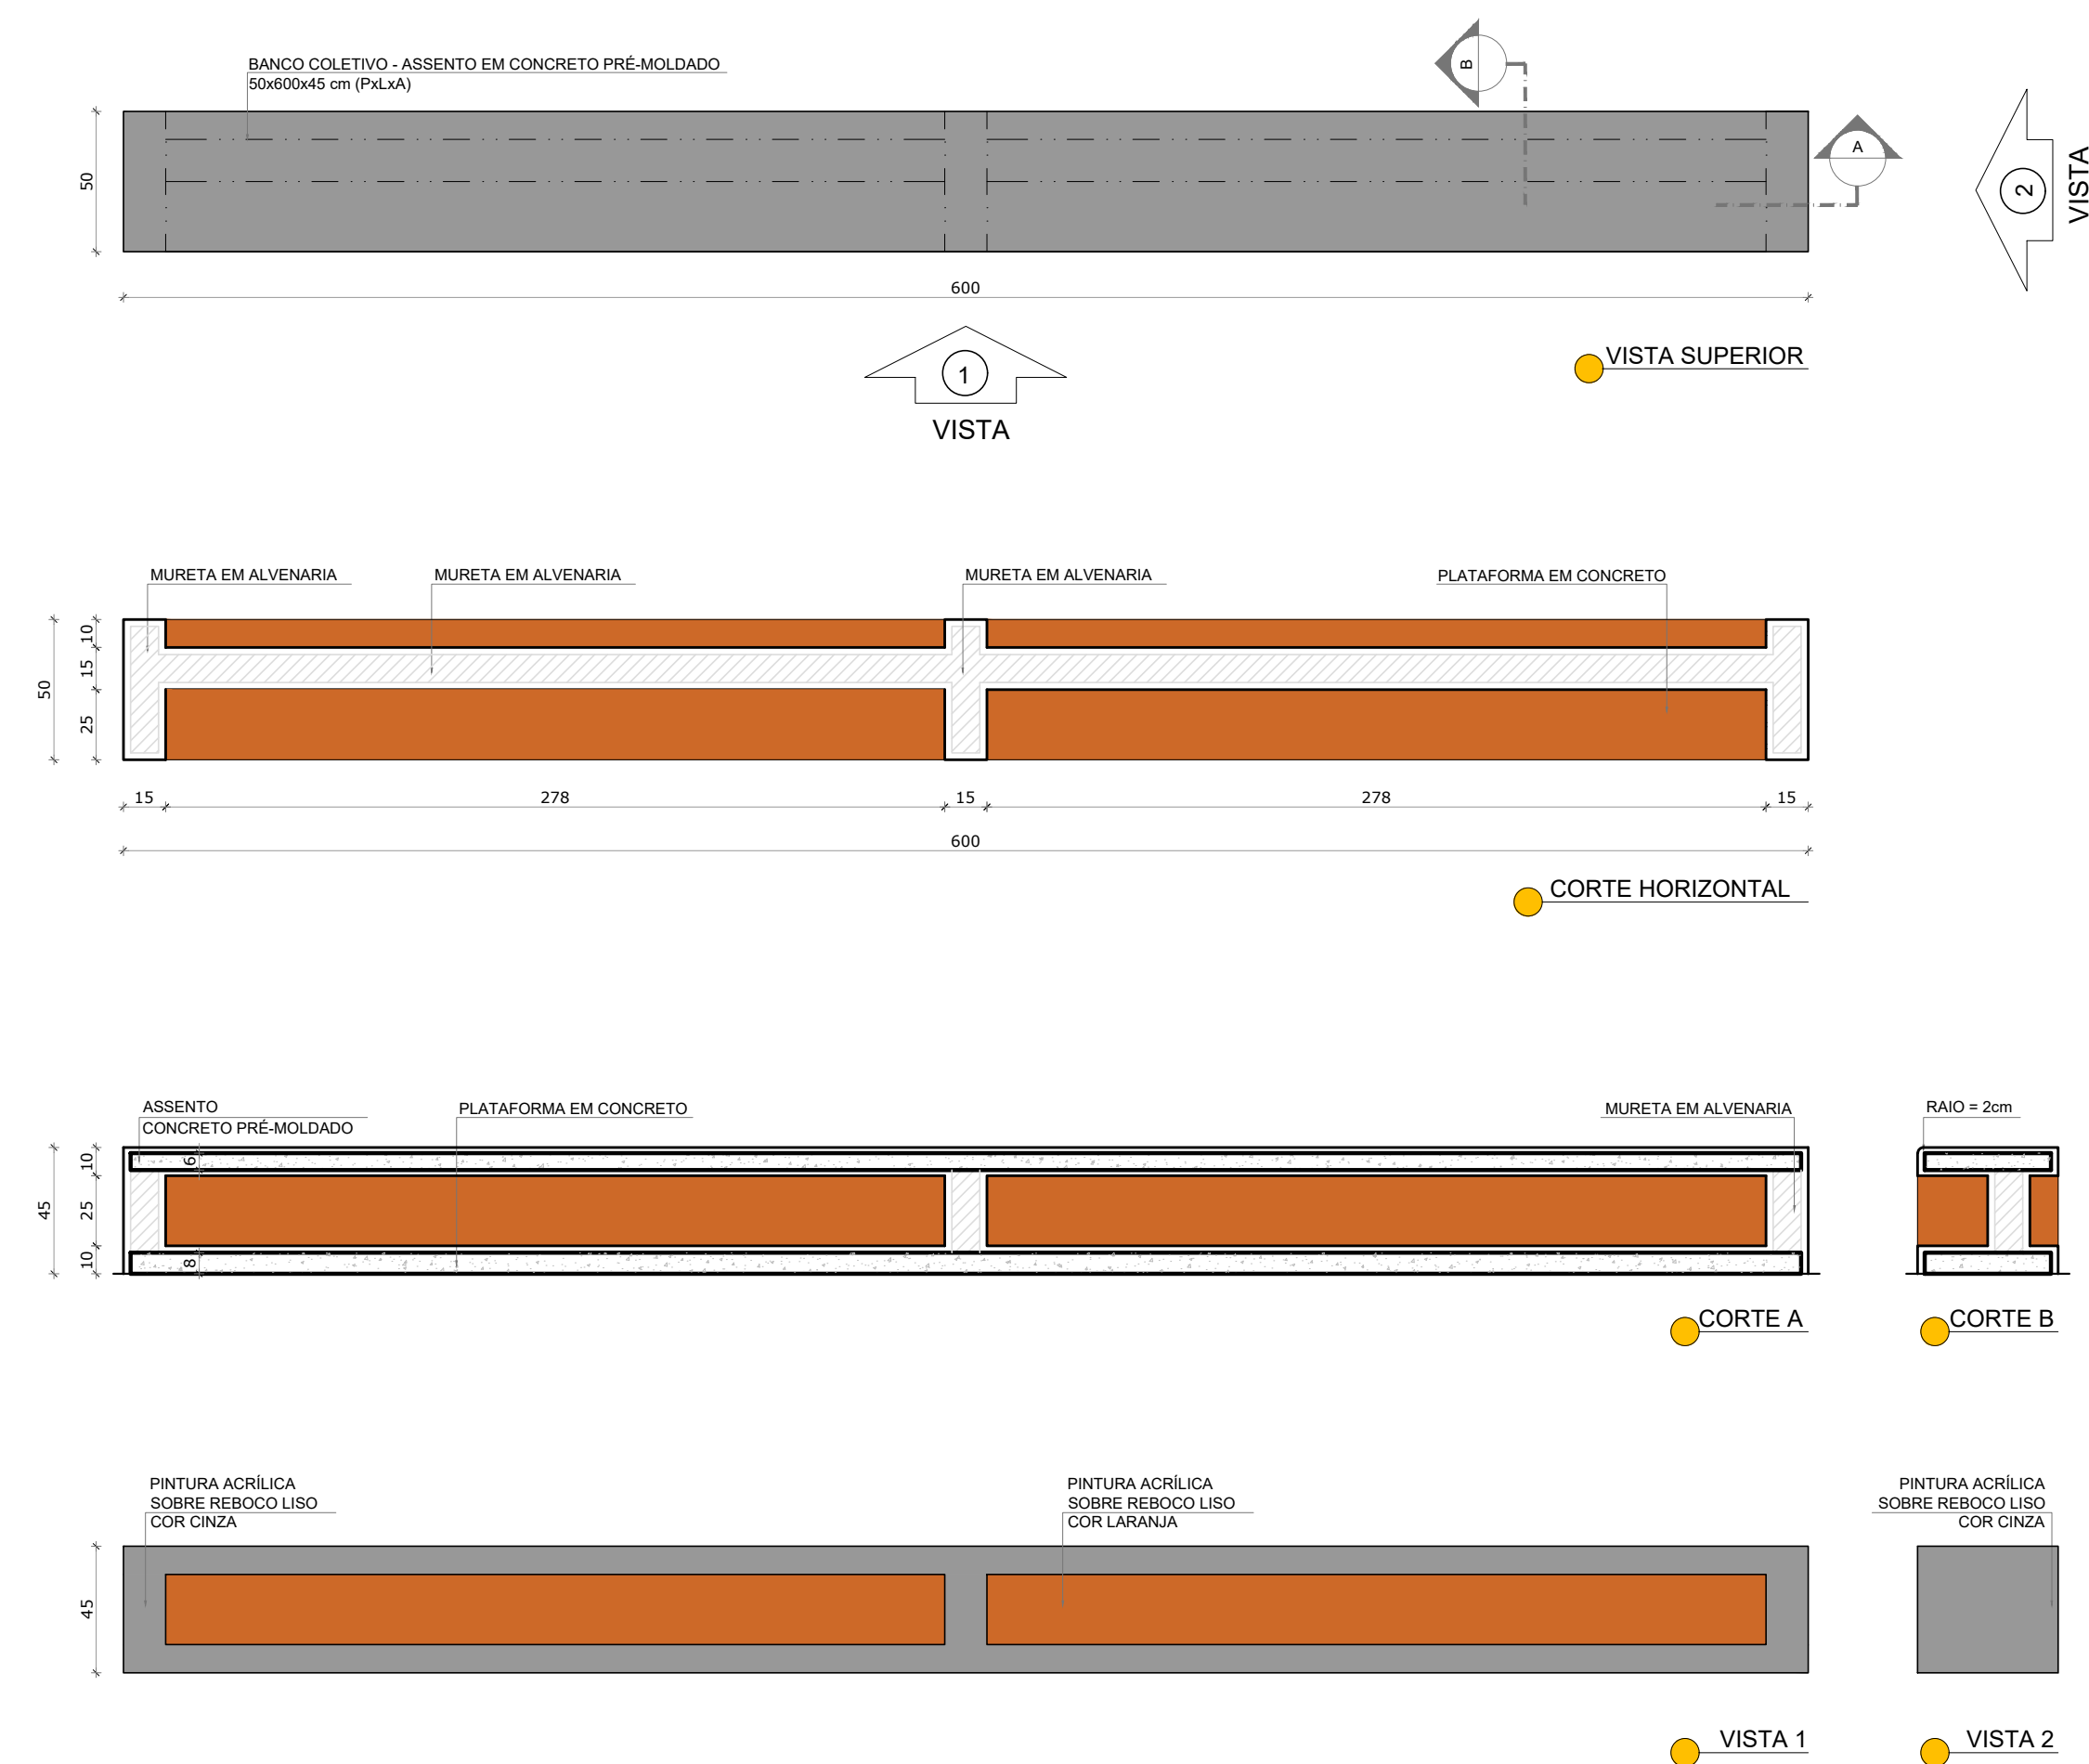 BANCO COLETIVO - ASSENTO EM CONCRETO PRÉ-MOLDADO
50x600x45 cm (PxLxA)
B
A
50
600
2
VISTA
1
VISTA
VISTA SUPERIOR
MURETA EM ALVENARIA
MURETA EM ALVENARIA
MURETA EM ALVENARIA
PLATAFORMA EM CONCRETO
50
10
15
25
15
278
15
278
15
600
CORTE HORIZONTAL
ASSENTO
CONCRETO PRÉ-MOLDADO
PLATAFORMA EM CONCRETO
MURETA EM ALVENARIA
RAIO = 2cm
45
10
25
10
6
8
CORTE A
CORTE B
PINTURA ACRÍLICA
SOBRE REBOCO LISO
COR CINZA
PINTURA ACRÍLICA
SOBRE REBOCO LISO
COR LARANJA
PINTURA ACRÍLICA
SOBRE REBOCO LISO
COR CINZA
45
VISTA 1
VISTA 2